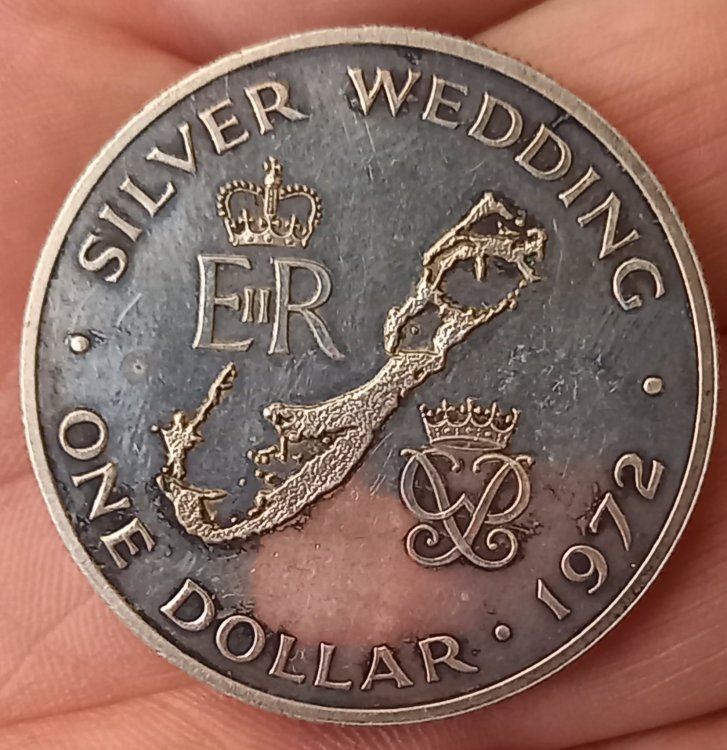 SILVER WEDDING
EIIR
P
ONE DOLLAR · 1972